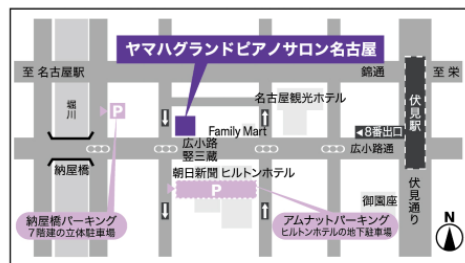 ヤマハグランドピアノサロン名古屋
至 名古屋駅
錦通
至 栄
堀川
P
名古屋観光ホテル
伏見駅
Family Mart
◀8番出口
広小路
竪三蔵
広小路通
納屋橋
朝日新聞 ヒルトンホテル
P
伏見通り
御園座
納屋橋パーキング
7階建の立体駐車場
アムナットパーキング
ヒルトンホテルの地下駐車場
N